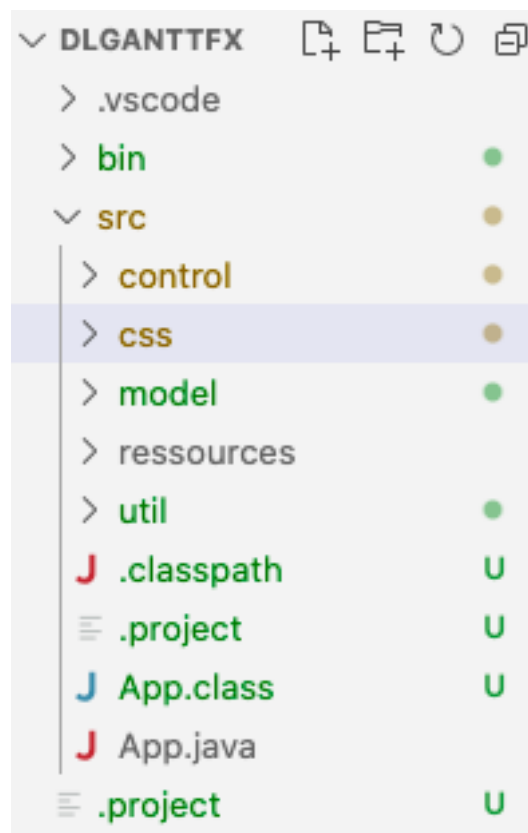 DLGANTTFX
.vscode
bin
src
control
css
model
ressources
util
J .classpath U
.project U
J App.class U
J App.java
.project U